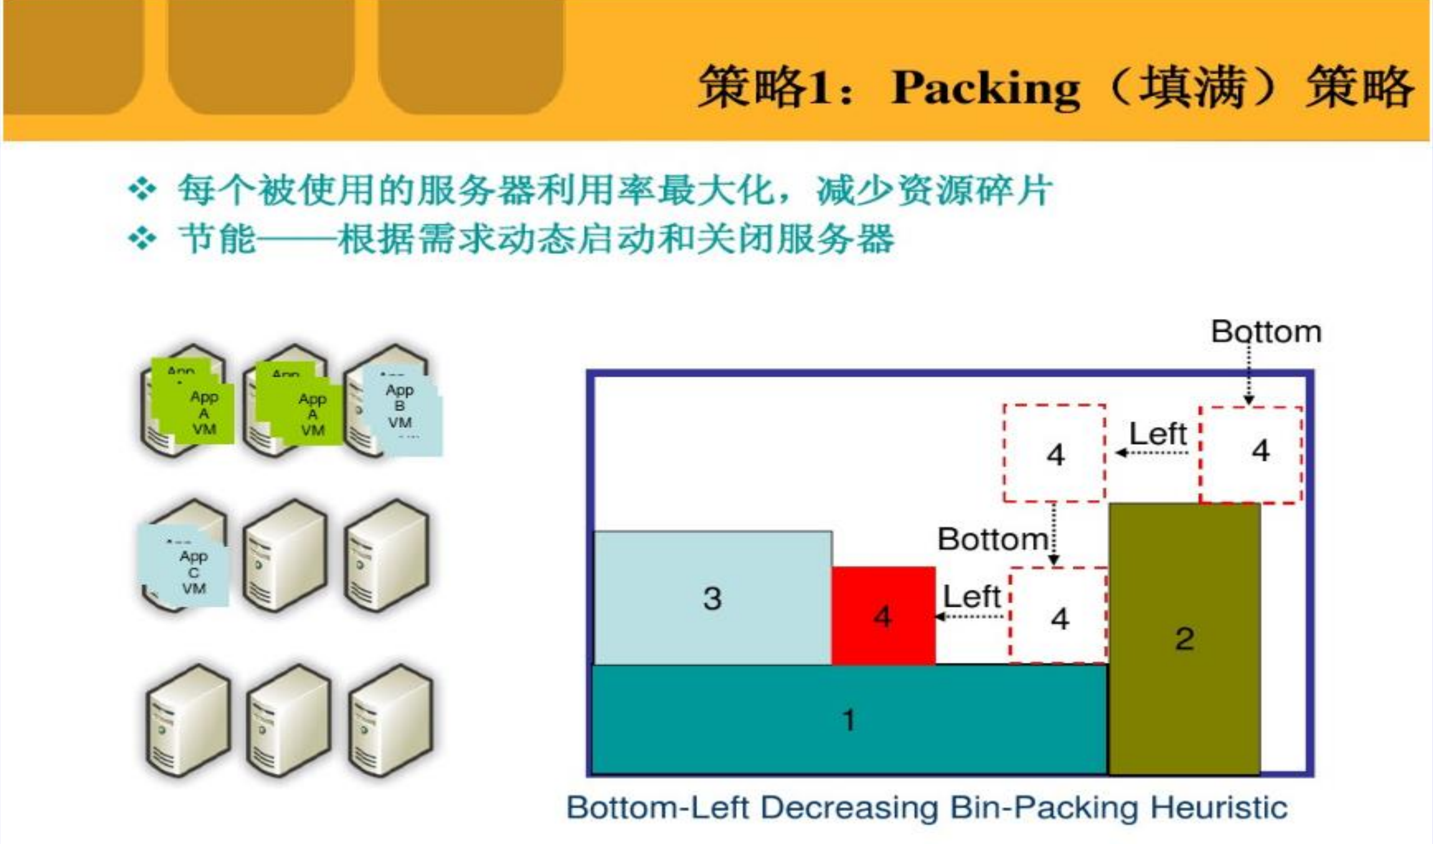 策略1：Packing（填满）策略
❖ 每个被使用的服务器利用率最大化，减少资源碎片
❖ 节能——根据需求动态启动和关闭服务器
App
App
A
VM
App
App
A
VM
App
B
VM
App
C
VM
Bottom
4
Left
4
Bottom
3
4
Left
4
2
1
Bottom-Left Decreasing Bin-Packing Heuristic